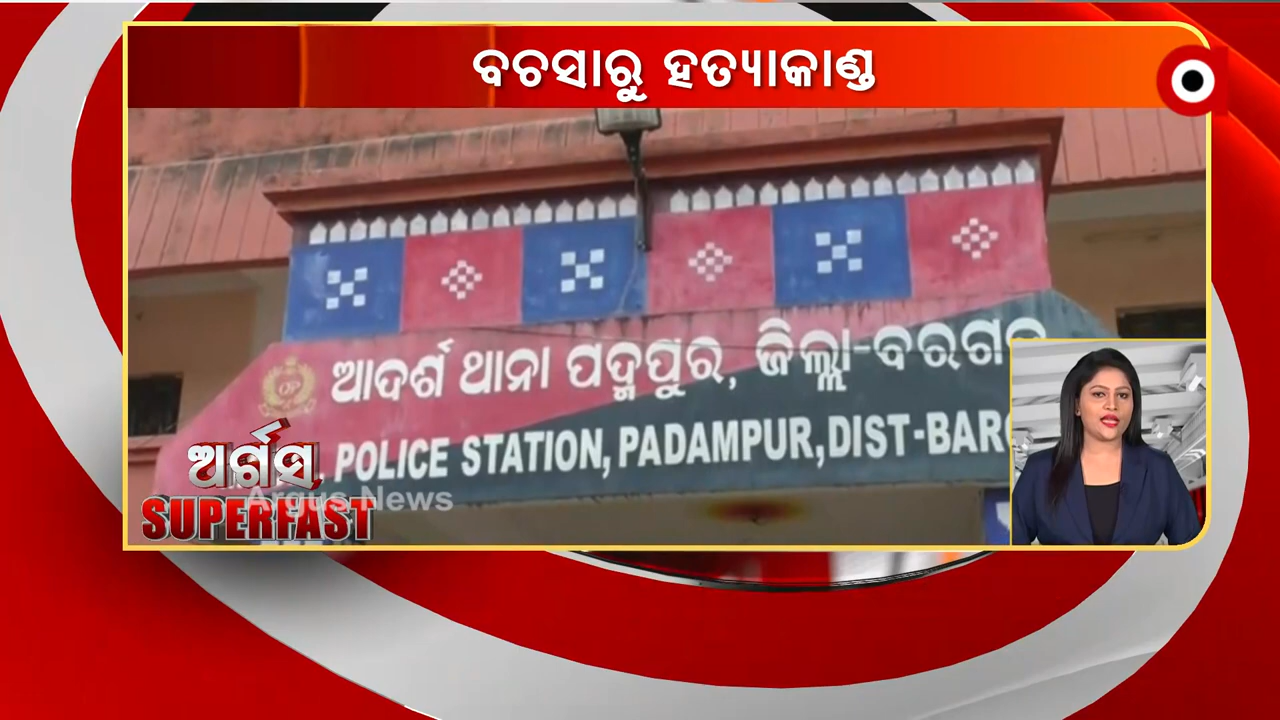 ବଚସାରୁ ହତ୍ୟାକାଣ୍ଡ
ଆଦର୍ଶ ଥାନା ପଦ୍ମପୁର, ଜିଲ୍ଲା-ବରଗଡ଼
POLICE STATION, PADAMPUR, DIST-BARG
ଅର୍ଗସ
SUPERFAST
Argus News